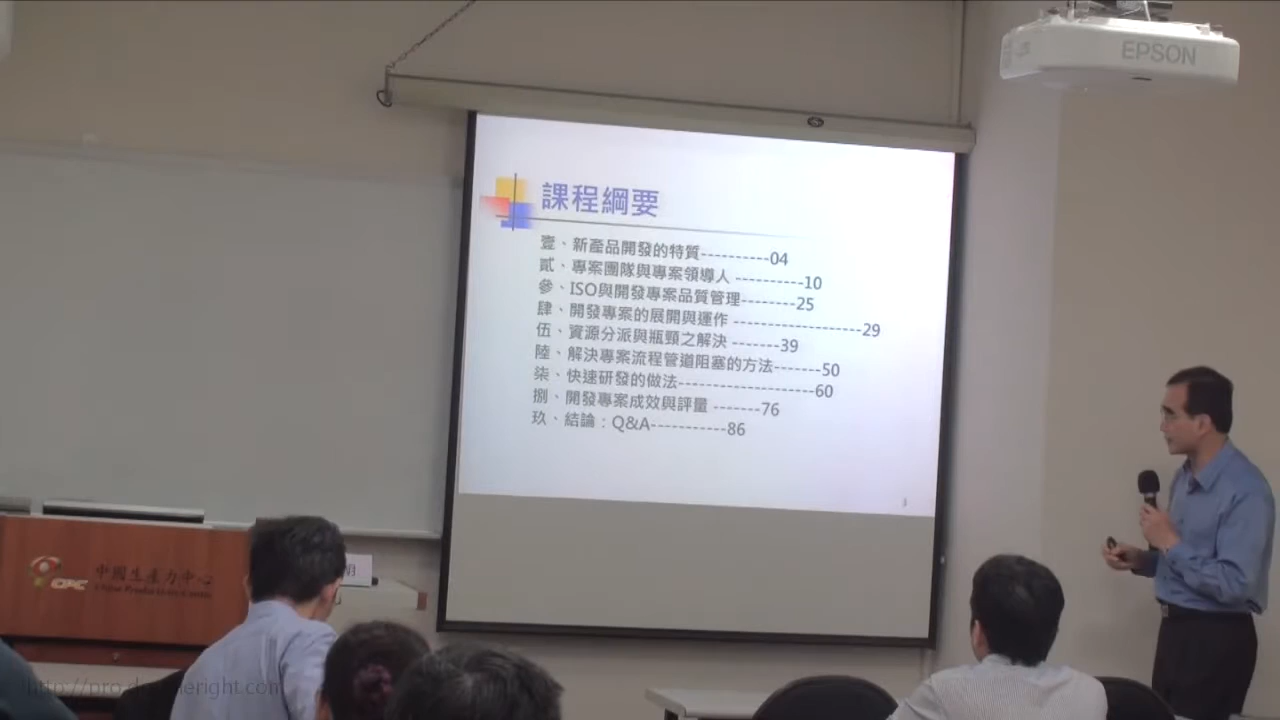 EPSON
課程綱要
壹、新產品開發的特質----------04
貳、專案團隊與專案領導人 ----------10
參、ISO與開發專案品質管理--------25
肆、開發專案的展開與運作 -------------------29
伍、資源分派與瓶頸之解決 -------39
陸、解決專案流程管道阻塞的方法-------50
柒、快速研發的做法--------------------60
捌、開發專案成效與評量 -------76
玖、結論：Q&A-----------86
CPC 中國生產力中心